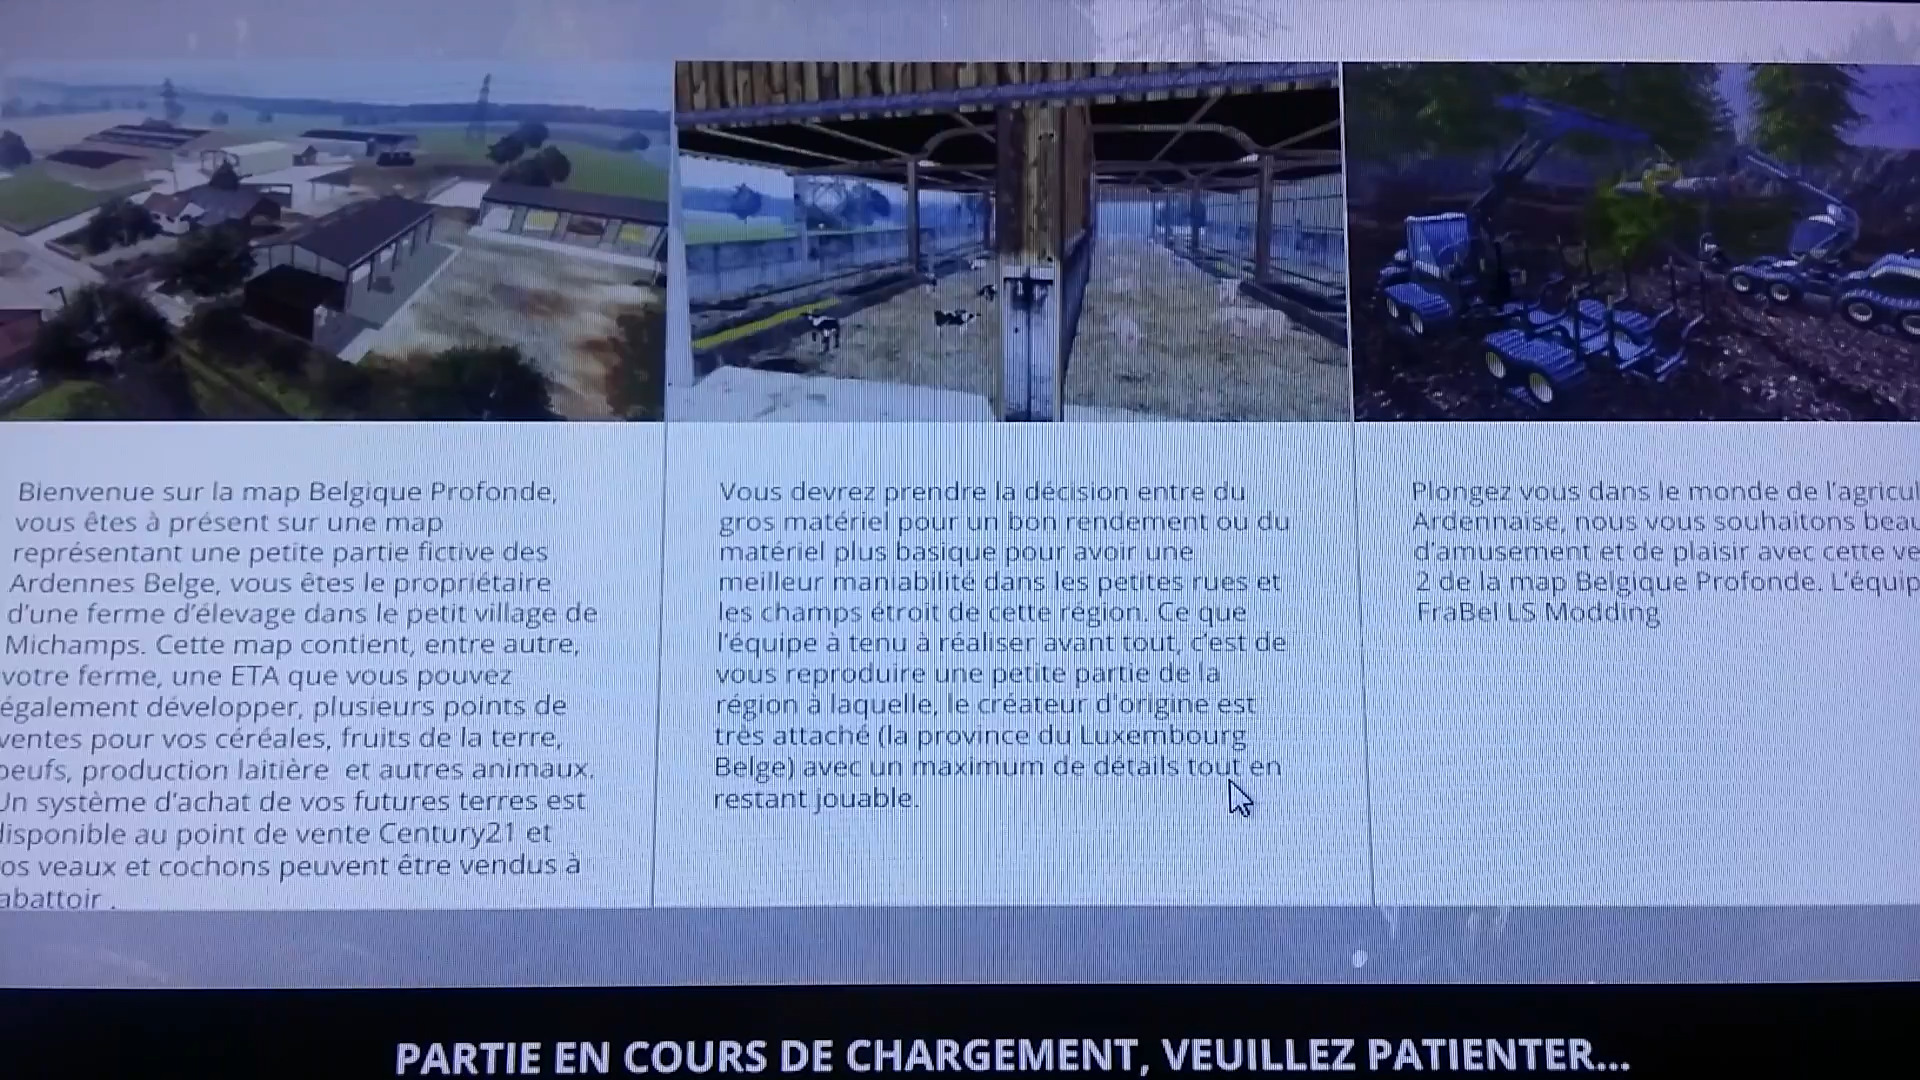 Bienvenue sur la map Belgique Profonde,
vous êtes à présent sur une map
représentant une petite partie fictive des
Ardennes Belge, vous êtes le propriétaire
d'une ferme d'élevage dans le petit village de
Michamps. Cette map contient, entre autre,
votre ferme, une ETA que vous pouvez
également développer, plusieurs points de
ventes pour vos céréales, fruits de la terre,
oeufs, production laitière et autres animaux.
Un système d'achat de vos futures terres est
disponible au point de vente Century21 et
os veaux et cochons peuvent être vendus à
abattoir .
Vous devrez prendre la décision entre du
gros matériel pour un bon rendement ou du
matériel plus basique pour avoir une
meilleur maniabilité dans les petites rues et
les champs étroit de cette région. Ce que
l'équipe à tenu à réaliser avant tout, c'est de
vous reproduire une petite partie de la
région à laquelle, le créateur d'origine est
très attaché (la province du Luxembourg
Belge) avec un maximum de détails tout en
restant jouable.
Plongez vous dans le monde de l'agricul
Ardennaise, nous vous souhaitons beau
d'amusement et de plaisir avec cette ve
2 de la map Belgique Profonde. L'équip
FraBel LS Modding
PARTIE EN COURS DE CHARGEMENT, VEUILLEZ PATIENTER...